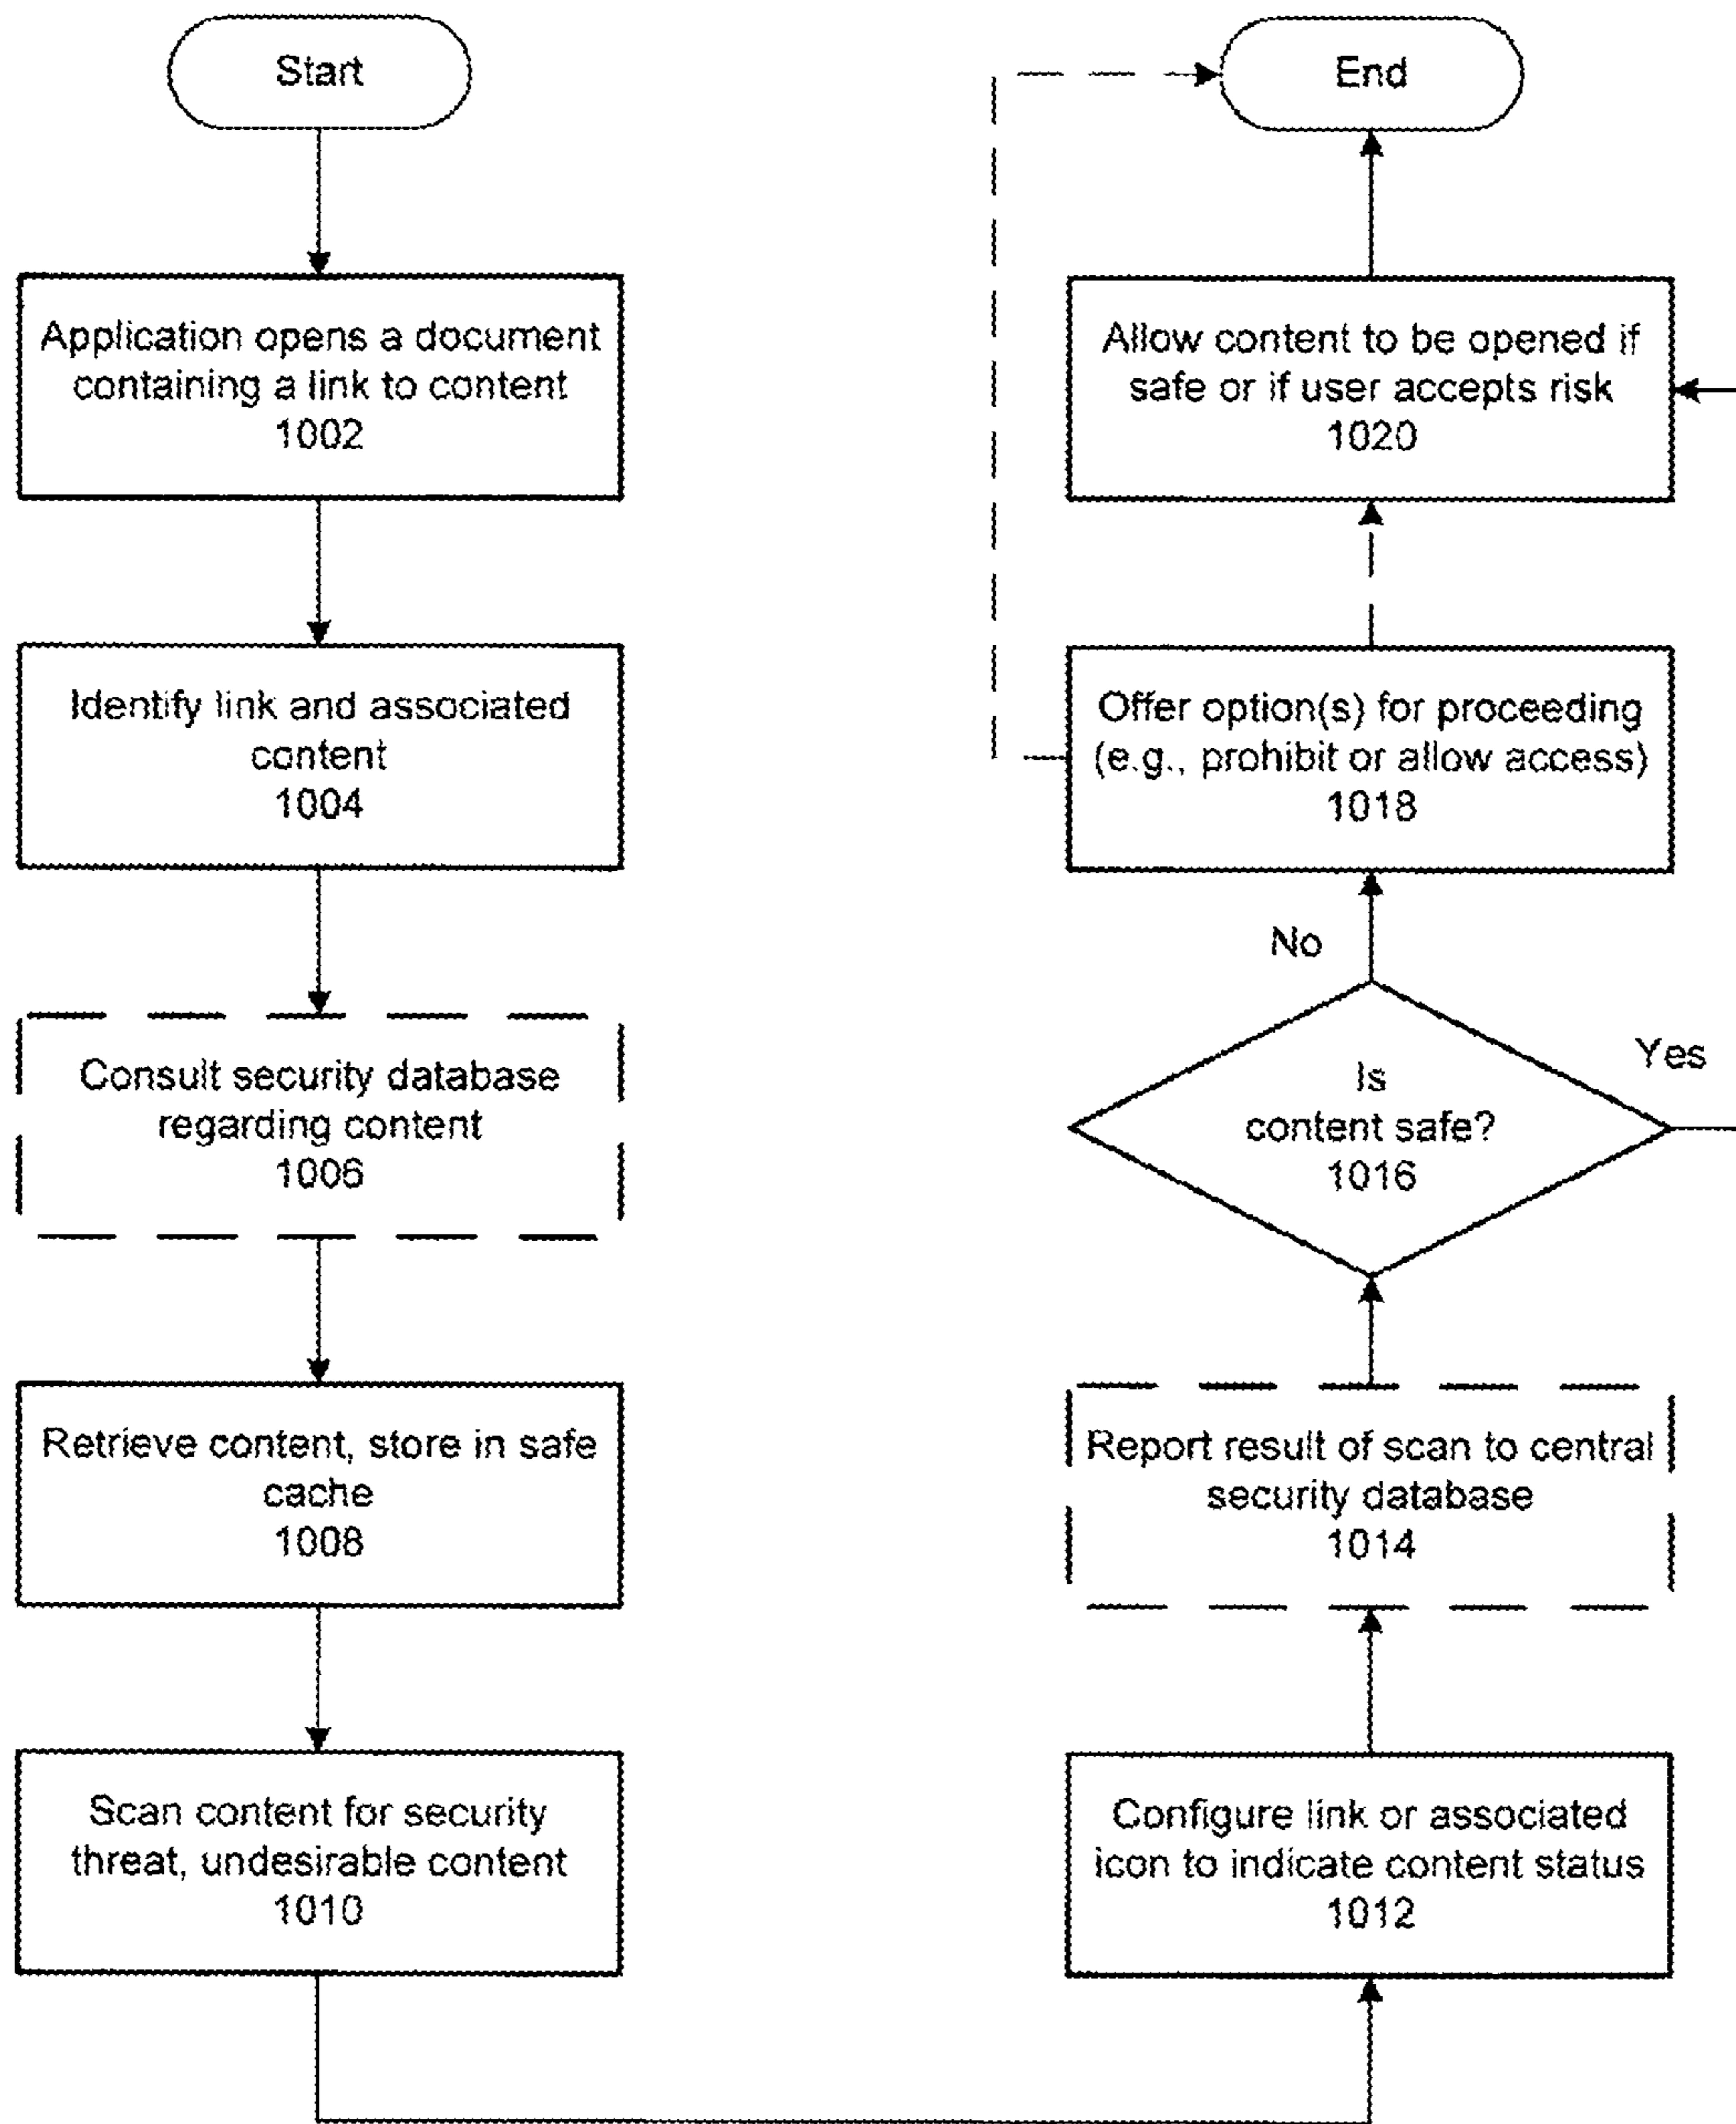 Start
Application opens a document
containing a link to content
1002
Identify link and associated
content
1004
Consult security database
regarding content
1006
Retrieve content, store in safe
cache
1008
Scan content for security
threat, undesirable content
1010
Configure link or associated
icon to indicate content status
1012
Report result of scan to central
security database
1014
Is
content safe?
1016
No
Yes
Offer option(s) for proceeding
(e.g., prohibit or allow access)
1018
Allow content to be opened if
safe or if user accepts risk
1020
End